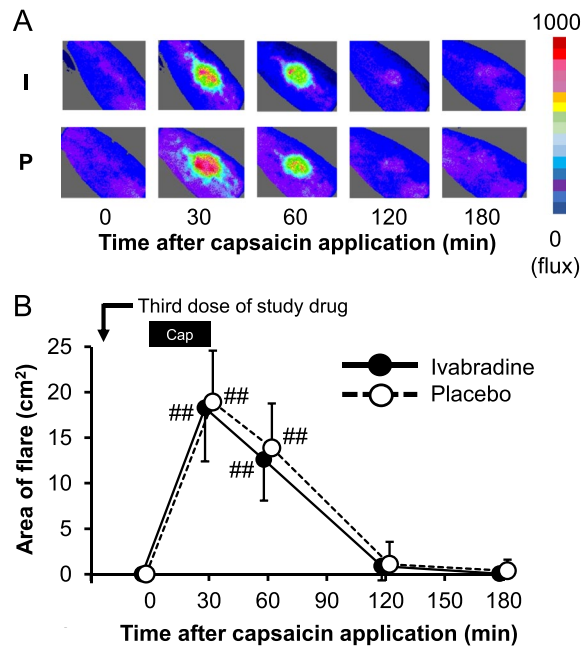 A
1000
I
P
0 30 60 120 180
Time after capsaicin application (min)
0
(flux)
B
Third dose of study drug
Cap
Ivabradine
Placebo
Area of flare (cm²)
25
20
15
10
5
0
##
##
##
##
0 30 60 90 120 150 180
Time after capsaicin application (min)